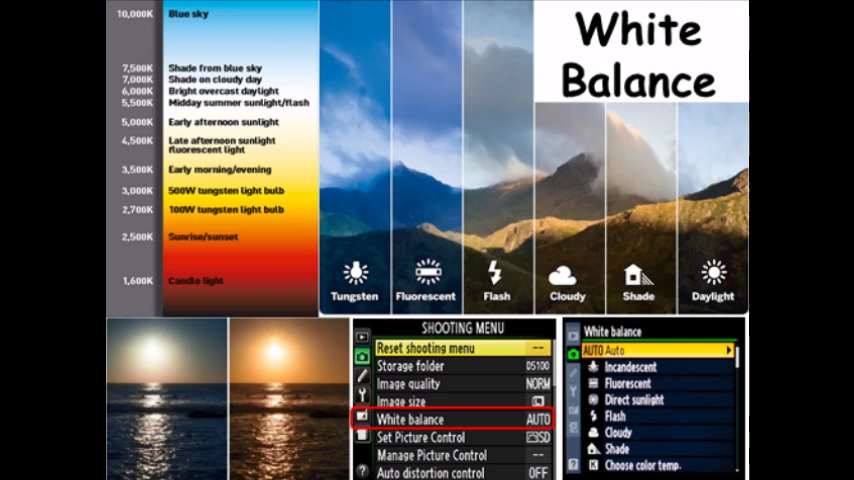 10,000K Blue sky
7,500K Shade from blue sky
7,000K Shade on cloudy day
6,000K Bright overcast daylight
5,500K Midday summer sunlight/flash
5,000K Early afternoon sunlight
4,500K Late afternoon sunlight
fluorescent light
3,500K Early morning/evening
3,000K 500W tungsten light bulb
2,700K 100W tungsten light bulb
2,500K Sunrise/sunset
1,600K Candle light
White
Balance
Tungsten
Fluorescent
Flash
Cloudy
Shade
Daylight
SHOOTING MENU
Reset shooting menu --
Storage folder D5100
Image quality NORM
Image size L
White balance AUTO
Set Picture Control SD
Manage Picture Control --
Auto distortion control OFF
White balance
AUTO Auto
Incandescent
Fluorescent
Direct sunlight
Flash
Cloudy
Shade
K Choose color temp.